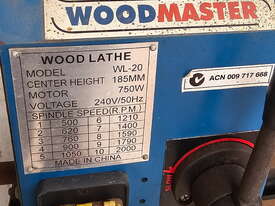 WOODMASTER
WOOD LATHE
MODEL WL-20
CENTER HEIGHT 185MM
MOTOR 750W
VOLTAGE 240V/50Hz
SPINDLE SPEED(R.P.M.)
1 500 6 1210
2 620 7 1400
3 760 8 1590
4 900 9 1790
5 1050 10 2000
MADE IN CHINA
ACN 009 717 668